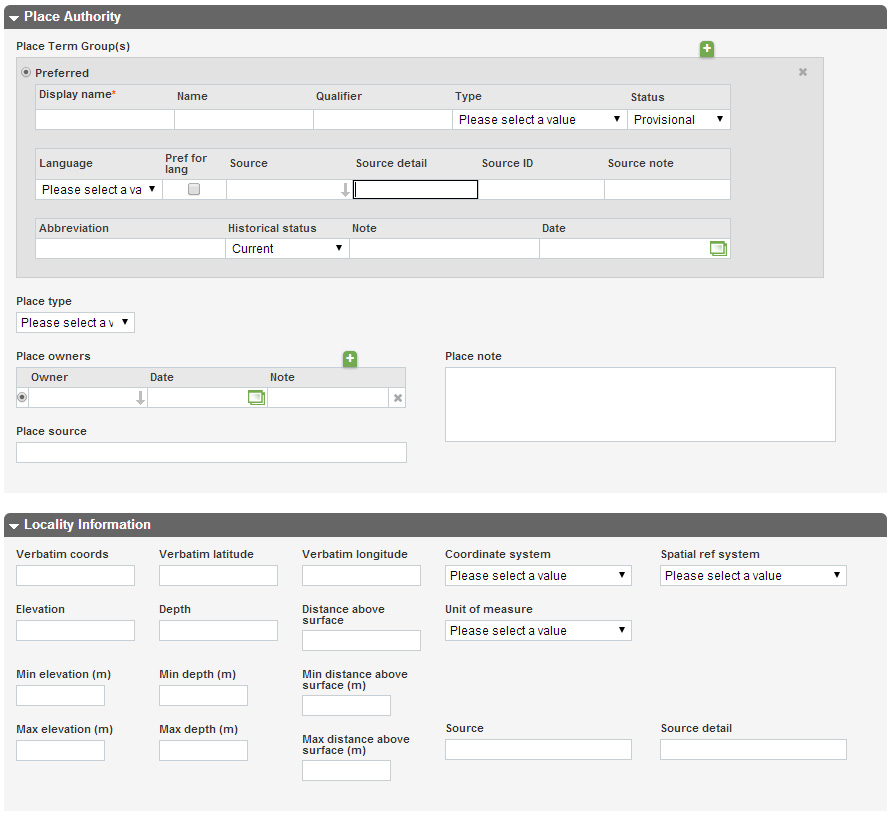 Place Authority
Place Term Group(s)
Preferred
Display name* Name Qualifier Type Status
Please select a value Provisional
Language Pref for lang Source Source detail Source ID Source note
Please select a va
Abbreviation Historical status Note Date
Current
Place type
Please select a v
Place owners Place note
Owner Date Note
Place source
Locality Information
Verbatim coords Verbatim latitude Verbatim longitude Coordinate system Spatial ref system
Please select a value Please select a value
Elevation Depth Distance above surface Unit of measure
Please select a value
Min elevation (m) Min depth (m) Min distance above surface (m)
Max elevation (m) Max depth (m) Max distance above surface (m) Source Source detail